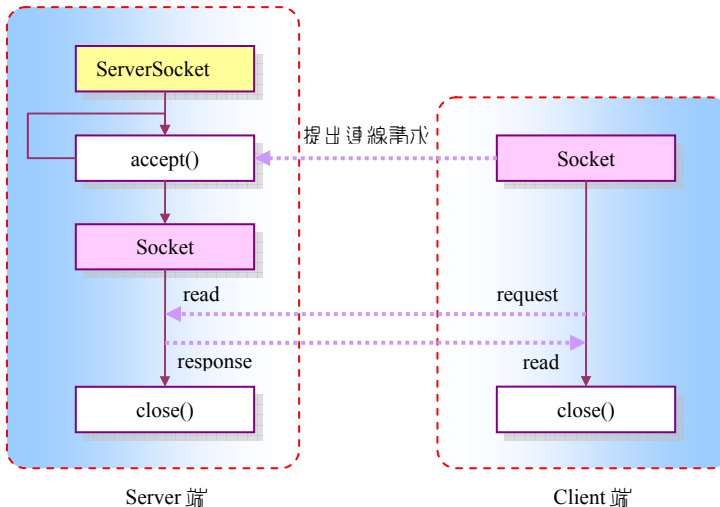 ServerSocket
提出連線請求
accept()
Socket
Socket
read
request
response
read
close()
close()
Server 端
Client 端